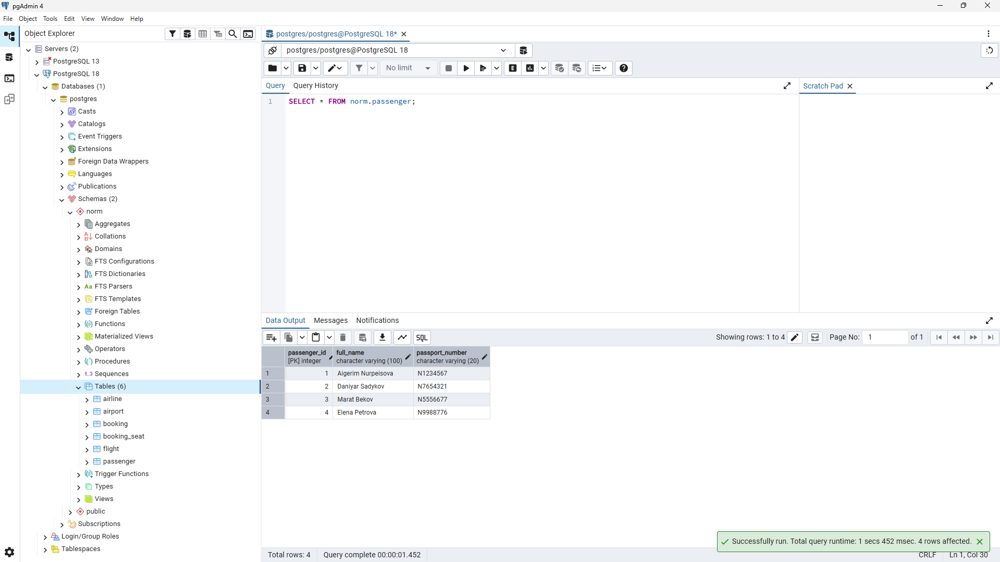 pgAdmin 4
File Object Tools Edit View Window Help
Object Explorer
postgres/postgres@PostgreSQL 18*
Servers (2)
PostgreSQL 13
PostgreSQL 18
Databases (1)
postgres
Casts
Catalogs
Event Triggers
Extensions
Foreign Data Wrappers
Languages
Publications
Schemas (2)
norm
Aggregates
Collations
Domains
FTS Configurations
FTS Dictionaries
Aa FTS Parsers
FTS Templates
Foreign Tables
Functions
Materialized Views
Operators
Procedures
1..3 Sequences
Tables (6)
airline
airport
booking
booking_seat
flight
passenger
Trigger Functions
Types
Views
public
Subscriptions
Login/Group Roles
Tablespaces
postgres/postgres@PostgreSQL 18
No limit
E
Query Query History
Scratch Pad
1 SELECT * FROM norm.passenger;
Data Output Messages Notifications
SQL
Showing rows: 1 to 4
Page No: 1 of 1
passenger_id full_name passport_number
[PK] integer character varying (100) character varying (20)
1 1 Aigerim Nurpeisova N1234567
2 2 Daniyar Sadykov N7654321
3 3 Marat Bekov N5556677
4 4 Elena Petrova N9988776
Successfully run. Total query runtime: 1 secs 452 msec. 4 rows affected.
Total rows: 4 Query complete 00:00:01.452 CRLF Ln 1, Col 30